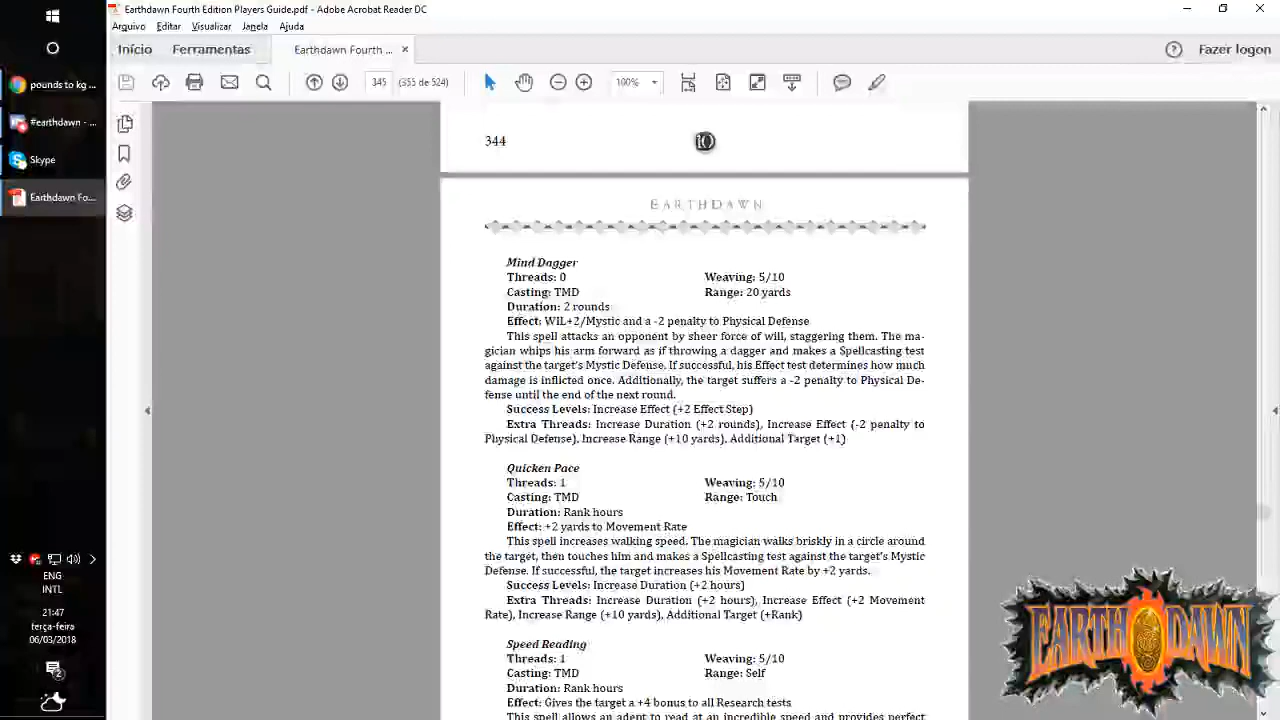 Earthdawn Fourth Edition Players Guide.pdf - Adobe Acrobat Reader DC
Arquivo Editar Visualizar Janela Ajuda
Início Ferramentas Earthdawn Fourth ... × Fazer logon
345 (355 de 524) 100%
pounds to kg ...
#earthdawn - ...
Skype
Earthdawn Fo...
344 10
EARTHDAWN
Mind Dagger
Threads: 0 Weaving: 5/10
Casting: TMD Range: 20 yards
Duration: 2 rounds
Effect: WIL+2/Mystic and a -2 penalty to Physical Defense
This spell attacks an opponent by sheer force of will, staggering them. The ma-
gician whips his arm forward as if throwing a dagger and makes a Spellcasting test
against the target's Mystic Defense. If successful, his Effect test determines how much
damage is inflicted once. Additionally, the target suffers a -2 penalty to Physical De-
fense until the end of the next round.
Success Levels: Increase Effect (+2 Effect Step)
Extra Threads: Increase Duration (+2 rounds), Increase Effect (-2 penalty to
Physical Defense), Increase Range (+10 yards), Additional Target (+1)
Quicken Pace
Threads: 1 Weaving: 5/10
Casting: TMD Range: Touch
Duration: Rank hours
Effect: +2 yards to Movement Rate
This spell increases walking speed. The magician walks briskly in a circle around
the target, then touches him and makes a Spellcasting test against the target's Mystic
Defense. If successful, the target increases his Movement Rate by +2 yards.
Success Levels: Increase Duration (+2 hours)
Extra Threads: Increase Duration (+2 hours), Increase Effect (+2 Movement
Rate), Increase Range (+10 yards), Additional Target (+Rank)
Speed Reading
Threads: 1 Weaving: 5/10
Casting: TMD Range: Self
Duration: Rank hours
Effect: Gives the target a +4 bonus to all Research tests
This spell allows an adept to read at an incredible speed and provides perfect
ENG
INTL
21:47
terça-feira
06/03/2018
2
EARTHDAWN